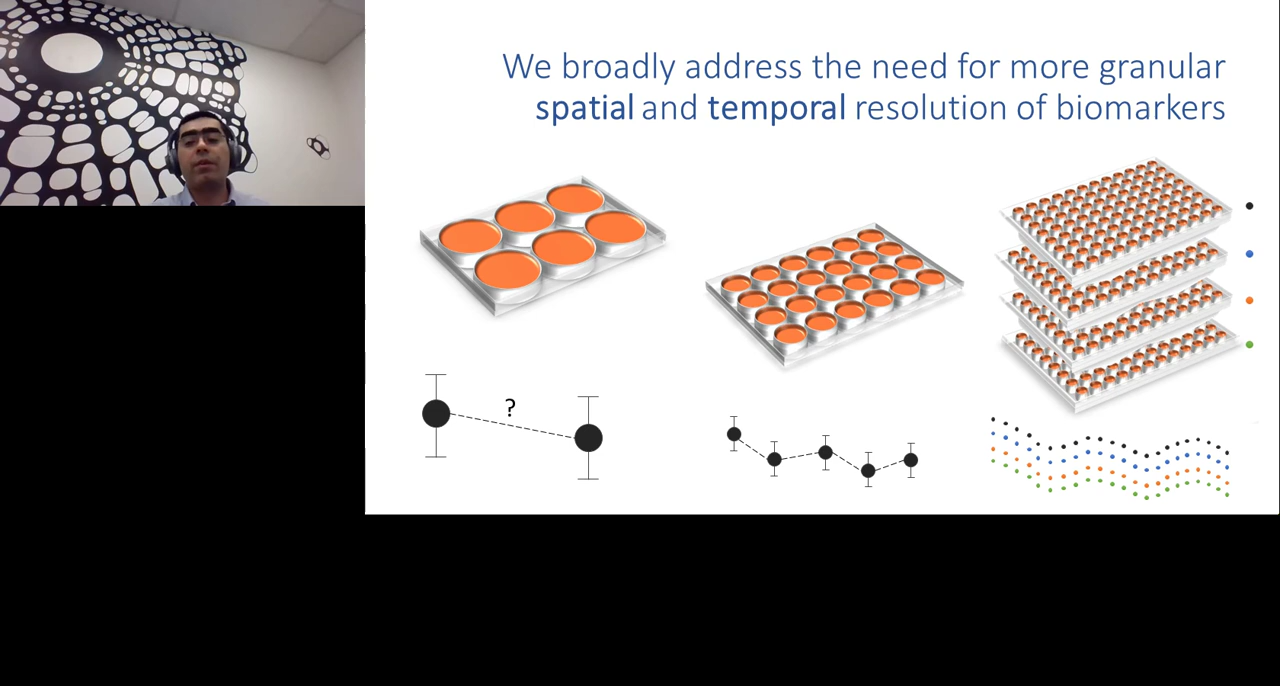 We broadly address the need for more granular
spatial and temporal resolution of biomarkers
?